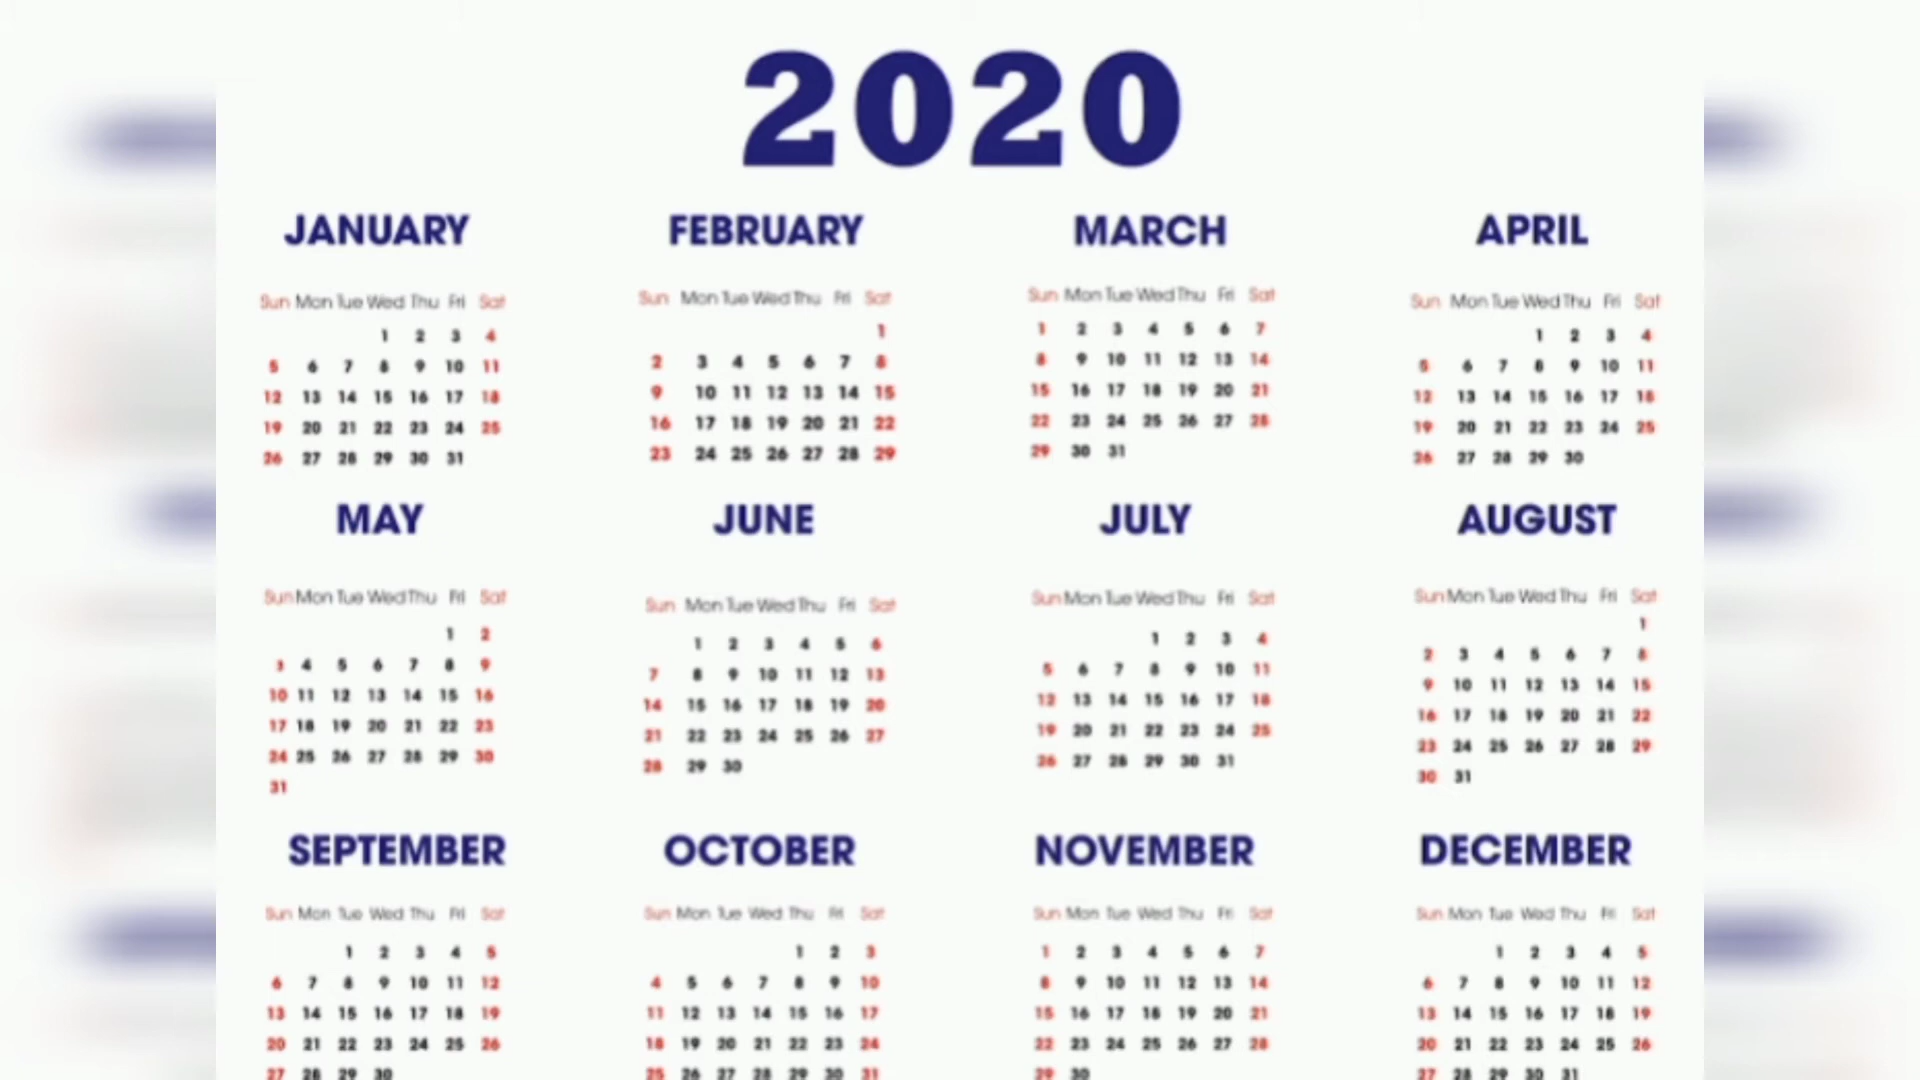 2020
JANUARY
Sun Mon Tue Wed Thu Fri Sat
1 2 3 4
5 6 7 8 9 10 11
12 13 14 15 16 17 18
19 20 21 22 23 24 25
26 27 28 29 30 31
FEBRUARY
Sun Mon Tue Wed Thu Fri Sat
1
2 3 4 5 6 7 8
9 10 11 12 13 14 15
16 17 18 19 20 21 22
23 24 25 26 27 28 29
MARCH
Sun Mon Tue Wed Thu Fri Sat
1 2 3 4 5 6 7
8 9 10 11 12 13 14
15 16 17 18 19 20 21
22 23 24 25 26 27 28
29 30 31
APRIL
Sun Mon Tue Wed Thu Fri Sat
1 2 3 4
5 6 7 8 9 10 11
12 13 14 15 16 17 18
19 20 21 22 23 24 25
26 27 28 29 30
MAY
Sun Mon Tue Wed Thu Fri Sat
1 2
3 4 5 6 7 8 9
10 11 12 13 14 15 16
17 18 19 20 21 22 23
24 25 26 27 28 29 30
31
JUNE
Sun Mon Tue Wed Thu Fri Sat
1 2 3 4 5 6
7 8 9 10 11 12 13
14 15 16 17 18 19 20
21 22 23 24 25 26 27
28 29 30
JULY
Sun Mon Tue Wed Thu Fri Sat
1 2 3 4
5 6 7 8 9 10 11
12 13 14 15 16 17 18
19 20 21 22 23 24 25
26 27 28 29 30 31
AUGUST
Sun Mon Tue Wed Thu Fri Sat
1
2 3 4 5 6 7 8
9 10 11 12 13 14 15
16 17 18 19 20 21 22
23 24 25 26 27 28 29
30 31
SEPTEMBER
Sun Mon Tue Wed Thu Fri Sat
1 2 3 4 5
6 7 8 9 10 11 12
13 14 15 16 17 18 19
20 21 22 23 24 25 26
27 28 29 30
OCTOBER
Sun Mon Tue Wed Thu Fri Sat
1 2 3
4 5 6 7 8 9 10
11 12 13 14 15 16 17
18 19 20 21 22 23 24
25 26 27 28 29 30 31
NOVEMBER
Sun Mon Tue Wed Thu Fri Sat
1 2 3 4 5 6 7
8 9 10 11 12 13 14
15 16 17 18 19 20 21
22 23 24 25 26 27 28
29 30
DECEMBER
Sun Mon Tue Wed Thu Fri Sat
1 2 3 4 5
6 7 8 9 10 11 12
13 14 15 16 17 18 19
20 21 22 23 24 25 26
27 28 29 30 31